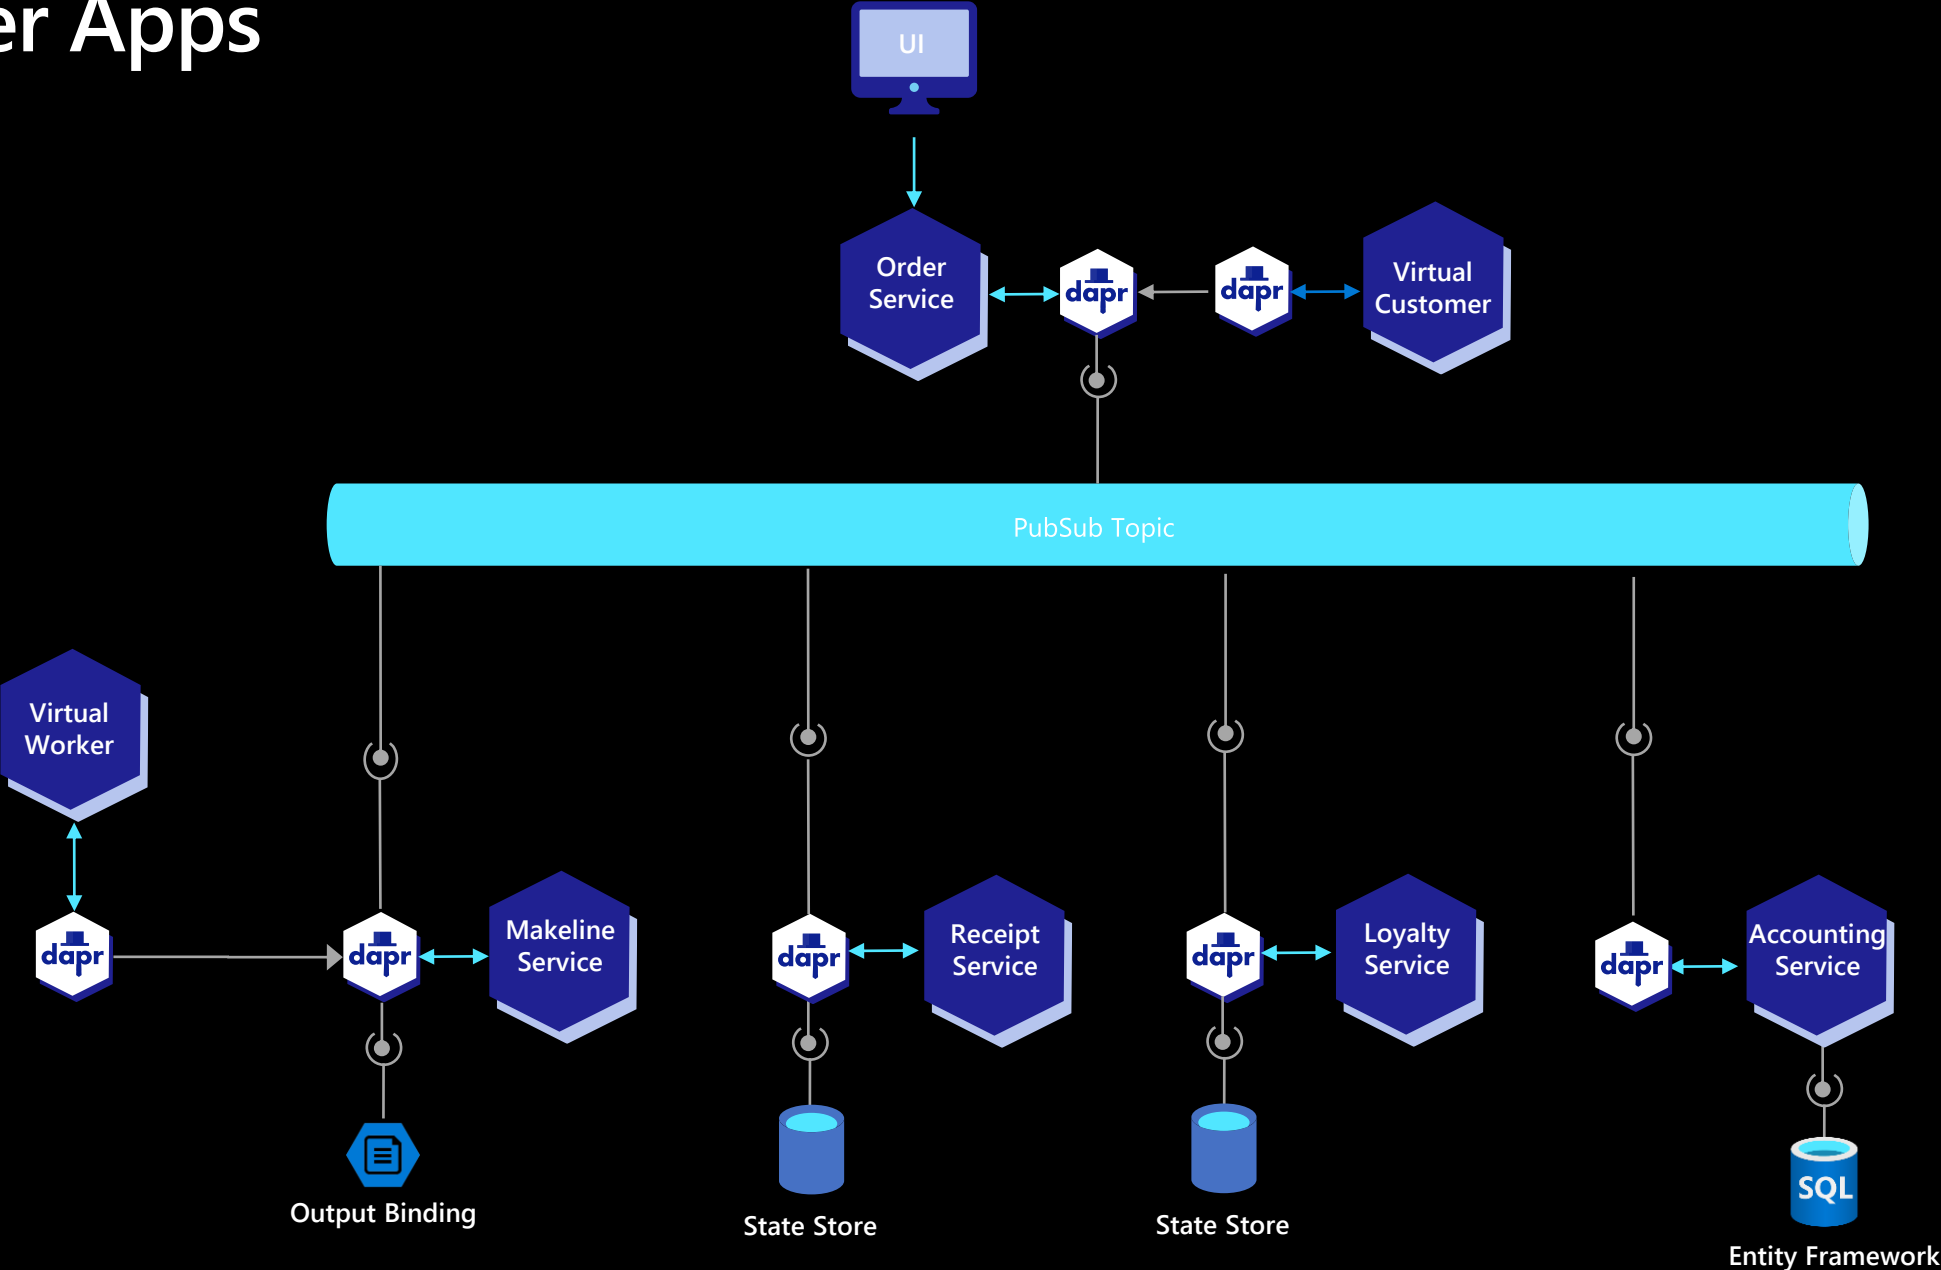 er Apps
UI
Order
Service
dapr
dapr
Virtual
Customer
PubSub Topic
Virtual
Worker
dapr
dapr
Makeline
Service
dapr
Receipt
Service
dapr
Loyalty
Service
dapr
Accounting
Service
Output Binding
State Store
State Store
SQL
Entity Framework